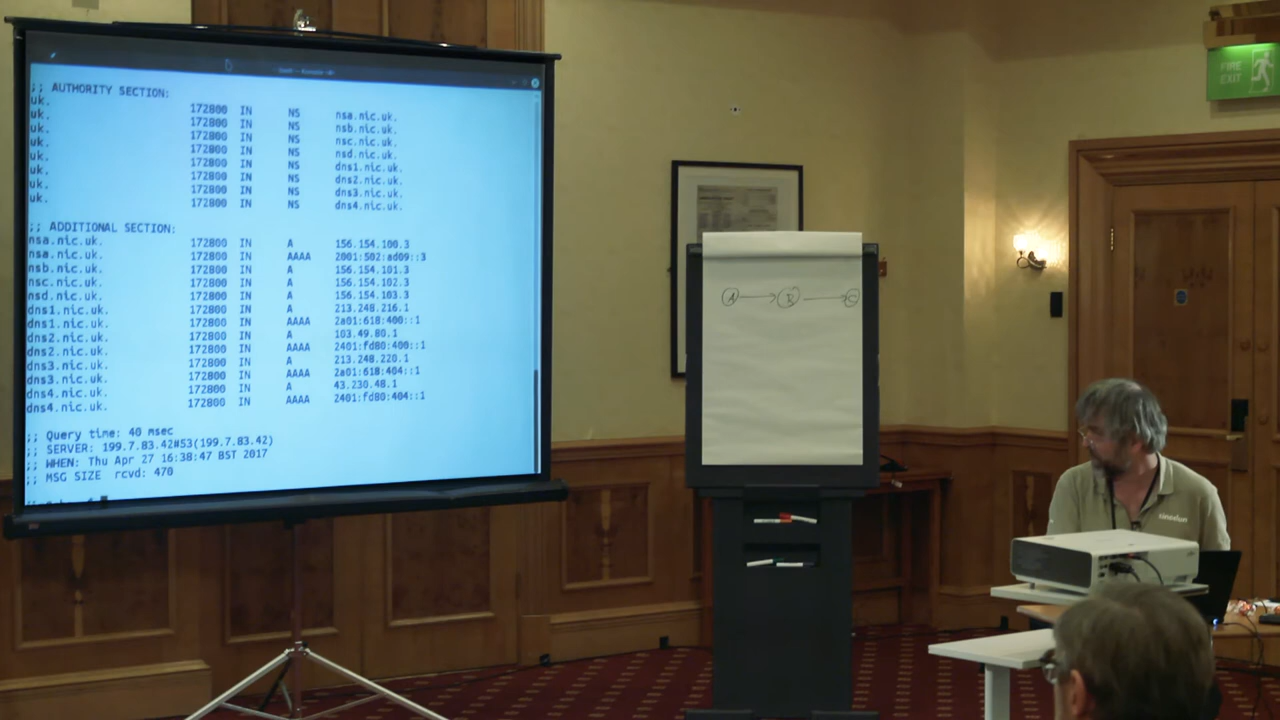 ;; AUTHORITY SECTION:
uk. 172800 IN NS nsa.nic.uk.
uk. 172800 IN NS nsb.nic.uk.
uk. 172800 IN NS nsc.nic.uk.
uk. 172800 IN NS nsd.nic.uk.
uk. 172800 IN NS dns1.nic.uk.
uk. 172800 IN NS dns2.nic.uk.
uk. 172800 IN NS dns3.nic.uk.
uk. 172800 IN NS dns4.nic.uk.
;; ADDITIONAL SECTION:
nsa.nic.uk. 172800 IN A 156.154.100.3
nsa.nic.uk. 172800 IN AAAA 2001:502:ad09::3
nsb.nic.uk. 172800 IN A 156.154.101.3
nsc.nic.uk. 172800 IN A 156.154.102.3
nsd.nic.uk. 172800 IN A 156.154.103.3
dns1.nic.uk. 172800 IN A 213.248.216.1
dns1.nic.uk. 172800 IN AAAA 2a01:618:400::1
dns2.nic.uk. 172800 IN A 103.49.80.1
dns2.nic.uk. 172800 IN AAAA 2401:fd80:400::1
dns3.nic.uk. 172800 IN A 213.248.220.1
dns3.nic.uk. 172800 IN AAAA 2a01:618:404::1
dns4.nic.uk. 172800 IN A 43.230.48.1
dns4.nic.uk. 172800 IN AAAA 2401:fd80:404::1
;; Query time: 40 msec
;; SERVER: 199.7.83.42#53(199.7.83.42)
;; WHEN: Thu Apr 27 16:38:47 BST 2017
;; MSG SIZE rcvd: 470
A B C
FIRE
EXIT